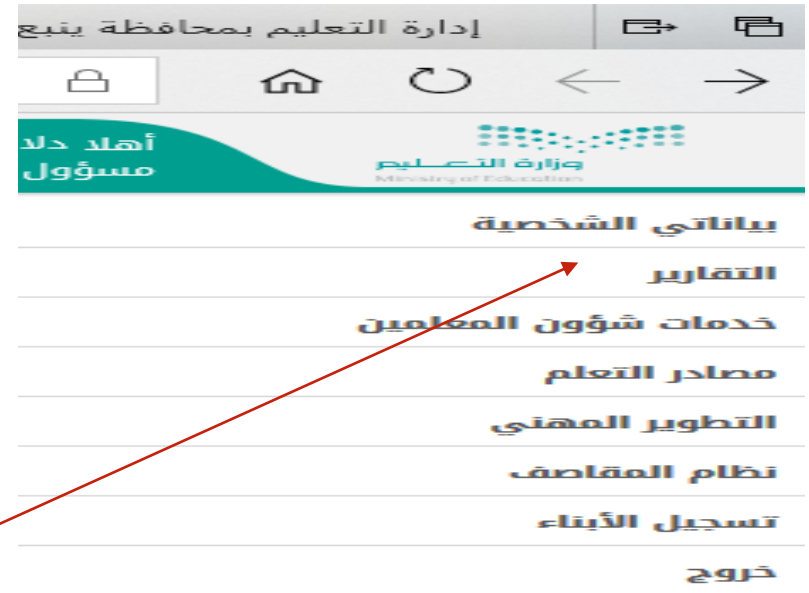 إدارة التعليم بمحافظة ينبع
وزارة التعليم
Ministry of Education
أهلا دلا
مسؤول
بياناتي الشخصية
التقارير
خدمات شؤون المعلمين
مصادر التعلم
التطوير المهني
نظام المقاصف
تسجيل الأبناء
خروج